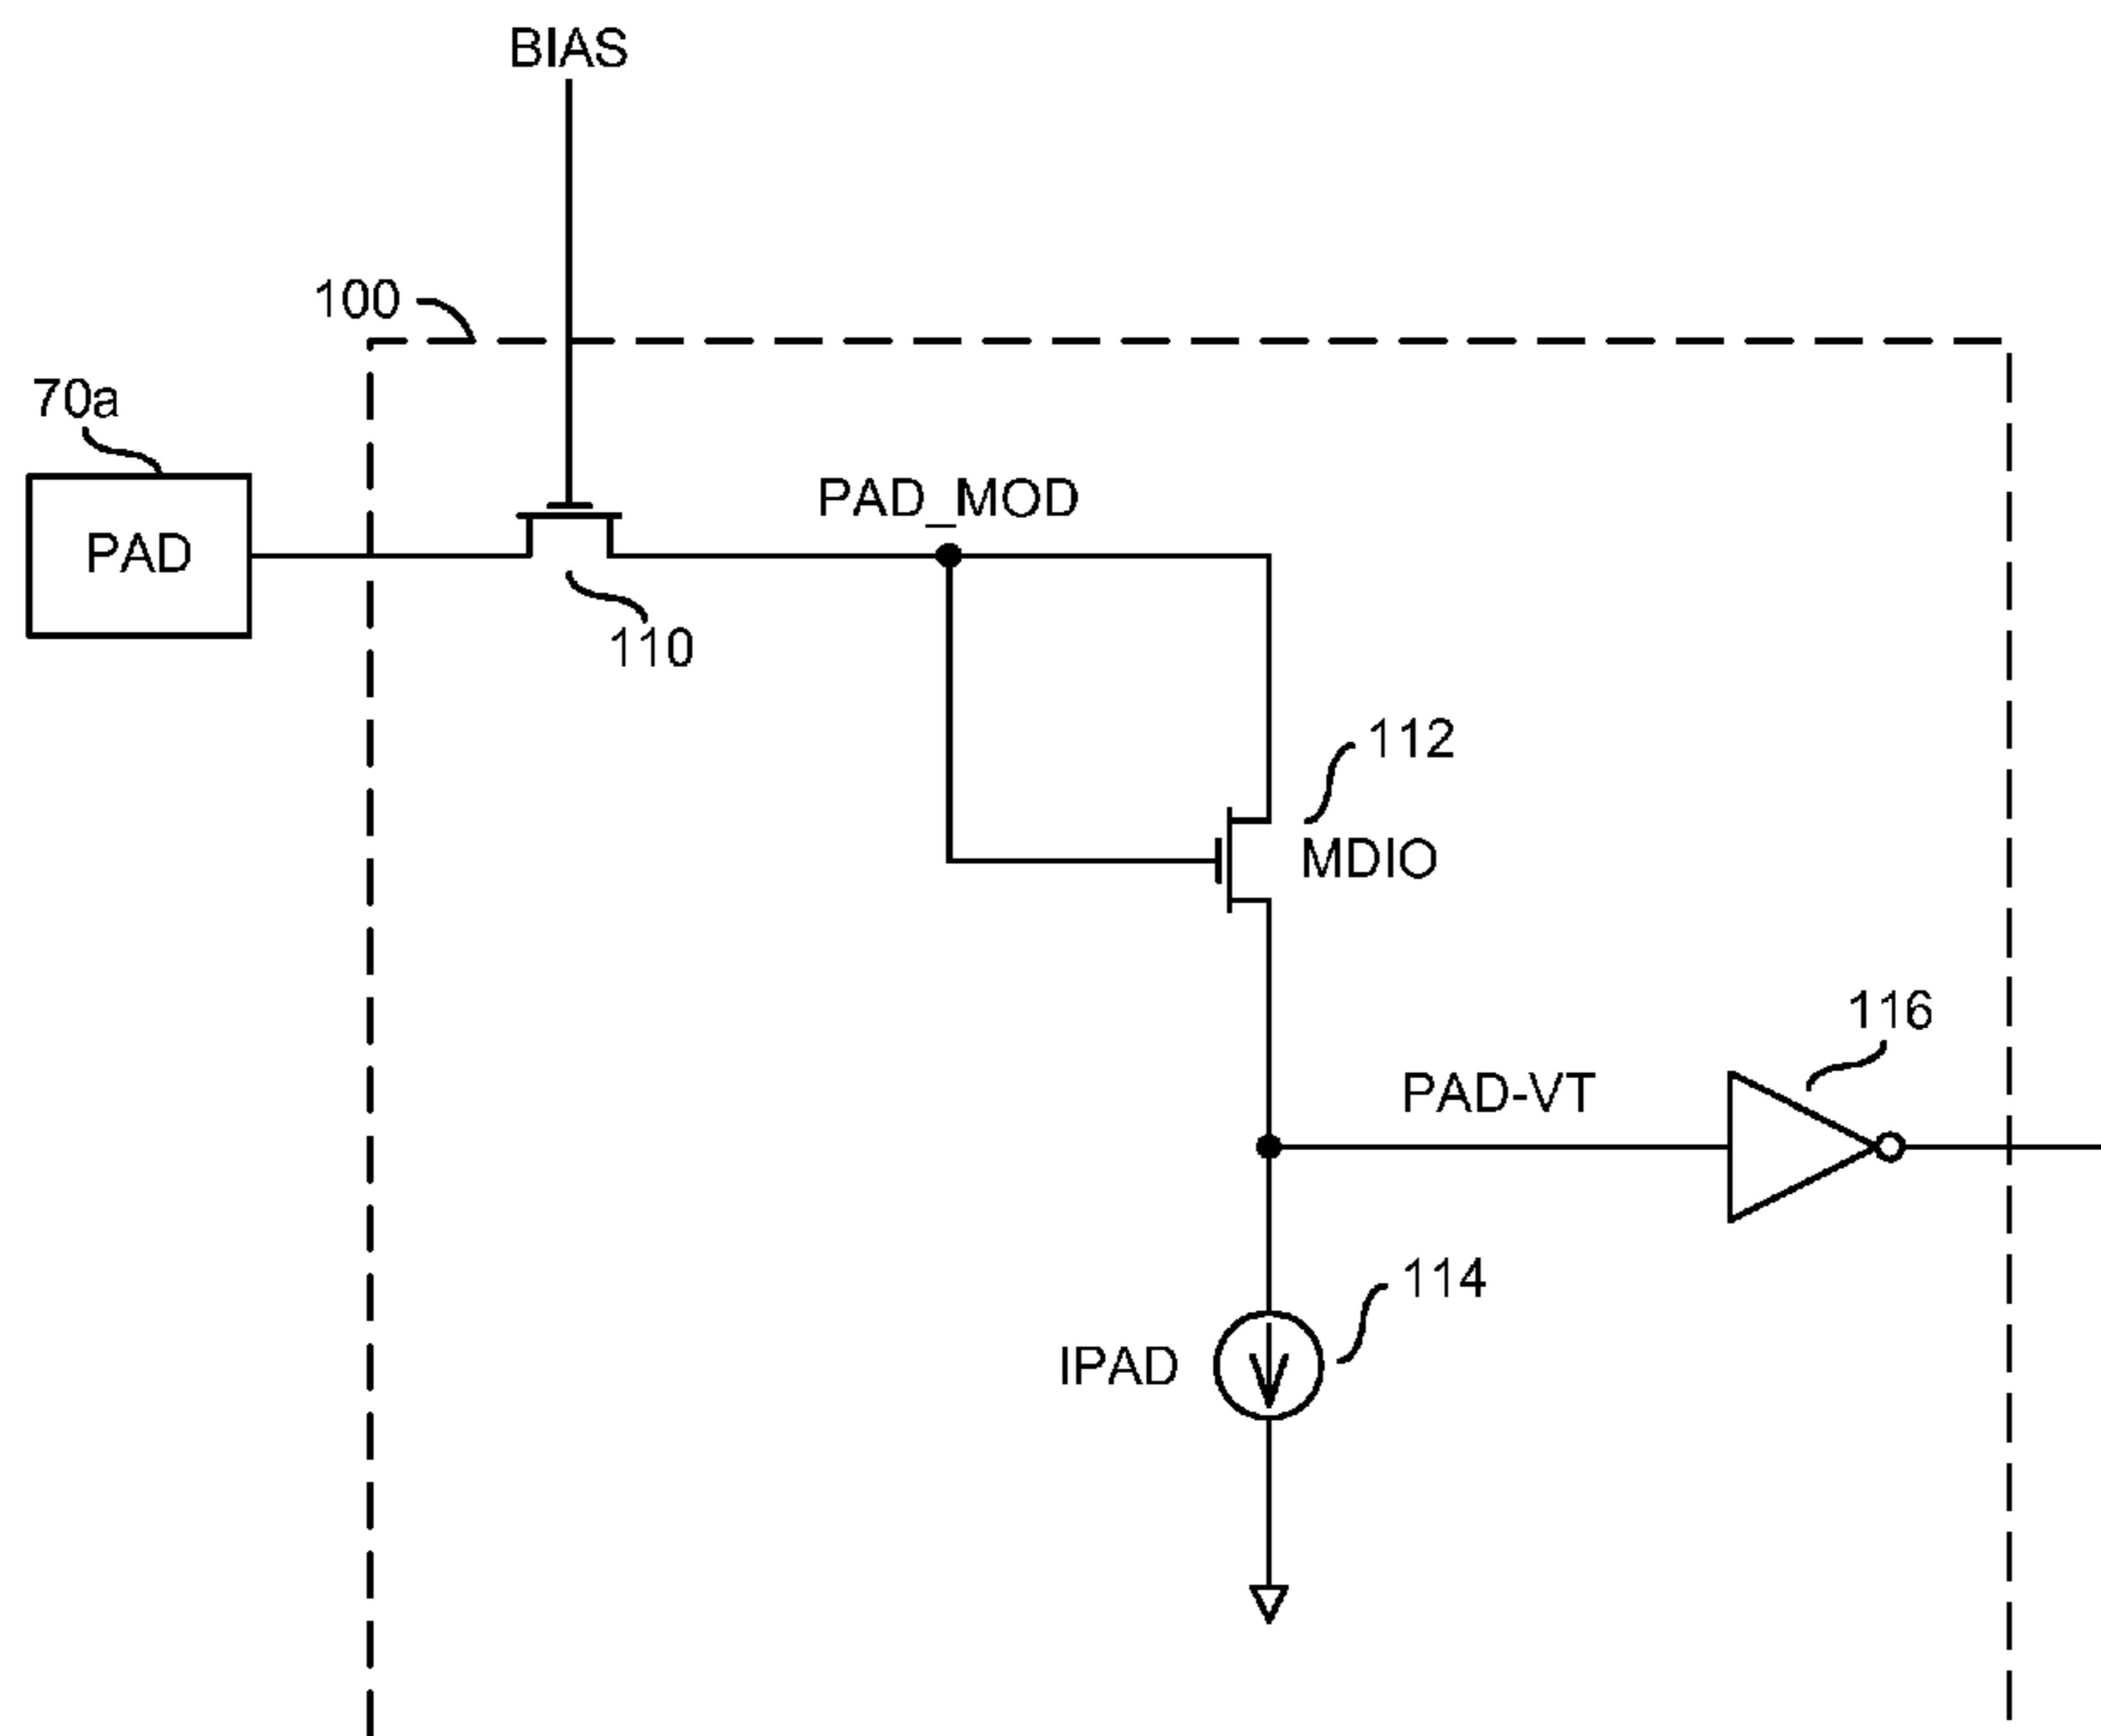 BIAS
100
70a
PAD
PAD_MOD
110
112
MDIO
116
PAD-VT
114
IPAD